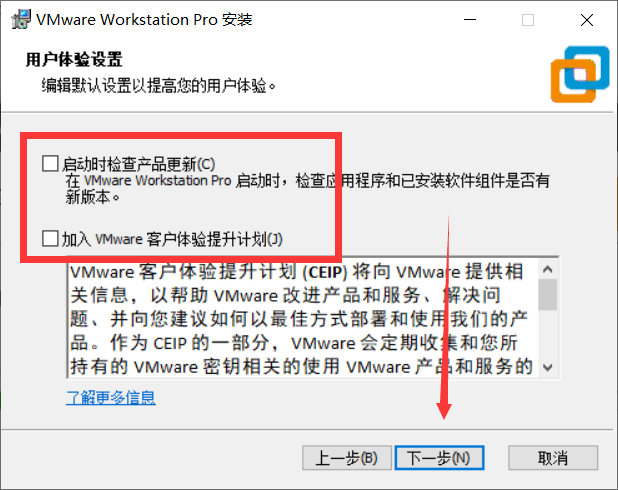 VMware Workstation Pro 安装
用户体验设置
编辑默认设置以提高您的用户体验。
启动时检查产品更新(C)
在 VMware Workstation Pro 启动时，检查应用程序和已安装软件组件是否有
新版本。
加入 VMware 客户体验提升计划(J)
VMware 客户体验提升计划 (CEIP) 将向 VMware 提供相
关信息，以帮助 VMware 改进产品和服务、解决问
题、并向您建议如何以最佳方式部署和使用我们的产
品。作为 CEIP 的一部分，VMware 会定期收集和您所
持有的 VMware 密钥相关的使用 VMware 产品和服务的
了解更多信息
上一步(B)
下一步(N)
取消